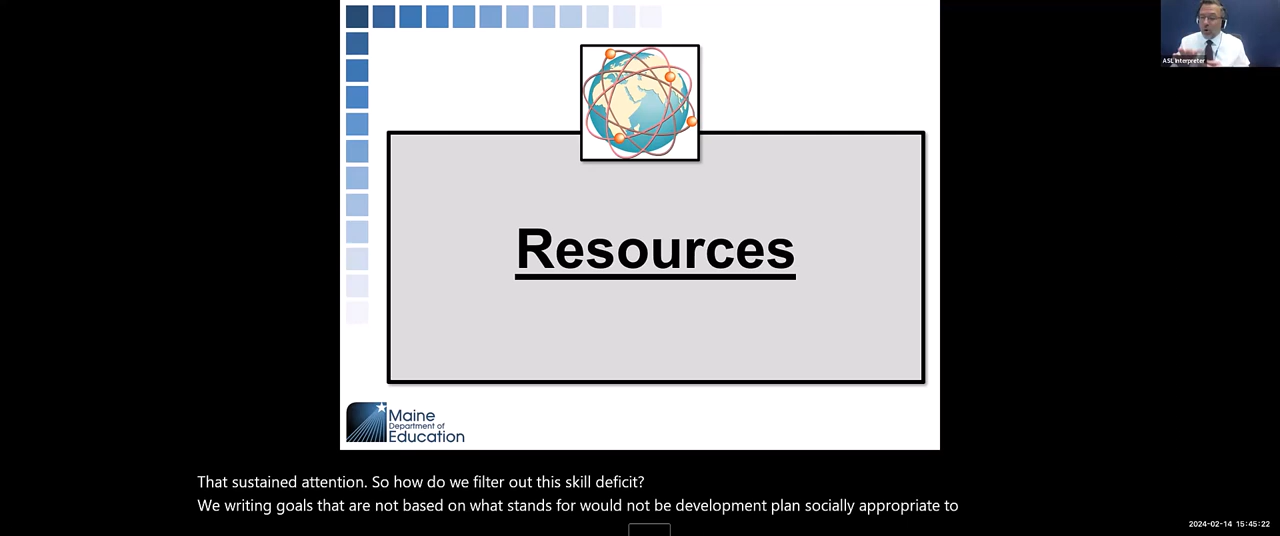 ASL Interpreter
Resources
Maine
Department of
Education
That sustained attention. So how do we filter out this skill deficit?
We writing goals that are not based on what stands for would not be development plan socially appropriate to
2024-02-14 15:45:22